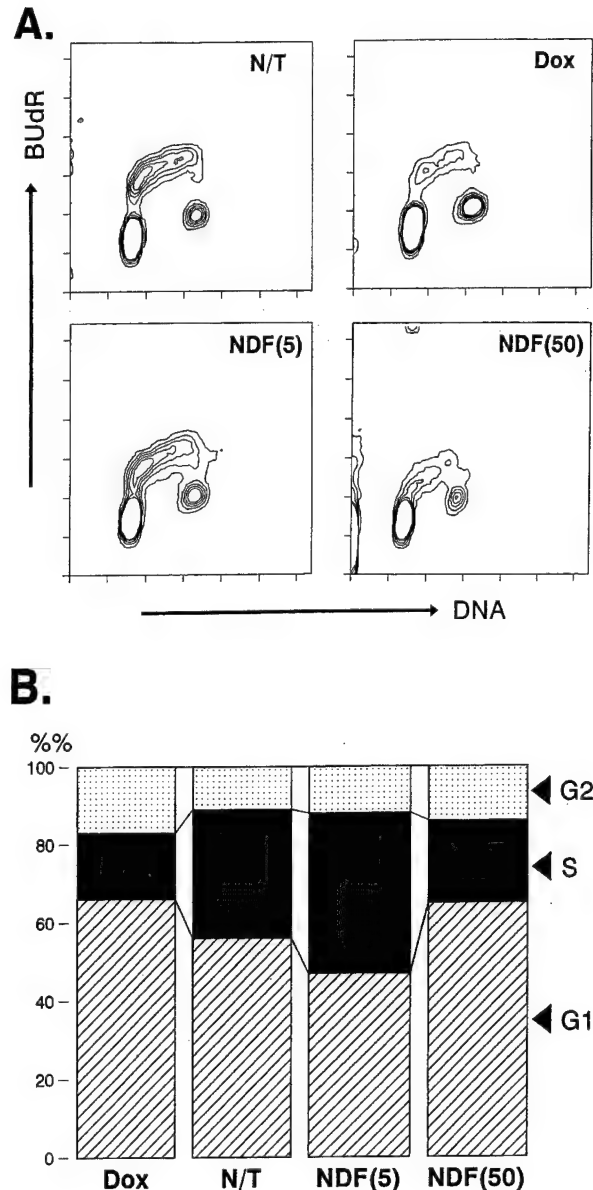 A.
N/T
Dox
BUdR
NDF(5)
NDF(50)
DNA
B.
%%
100
G2
80
S
60
40
G1
20
0
Dox N/T NDF(5) NDF(50)